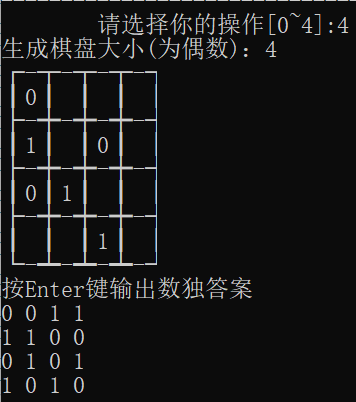 请选择你的操作[0~4]:4
生成棋盘大小(为偶数): 4
0
1 0
0 1
1
按Enter键输出数独答案
0 0 1 1
1 1 0 0
0 1 0 1
1 0 1 0